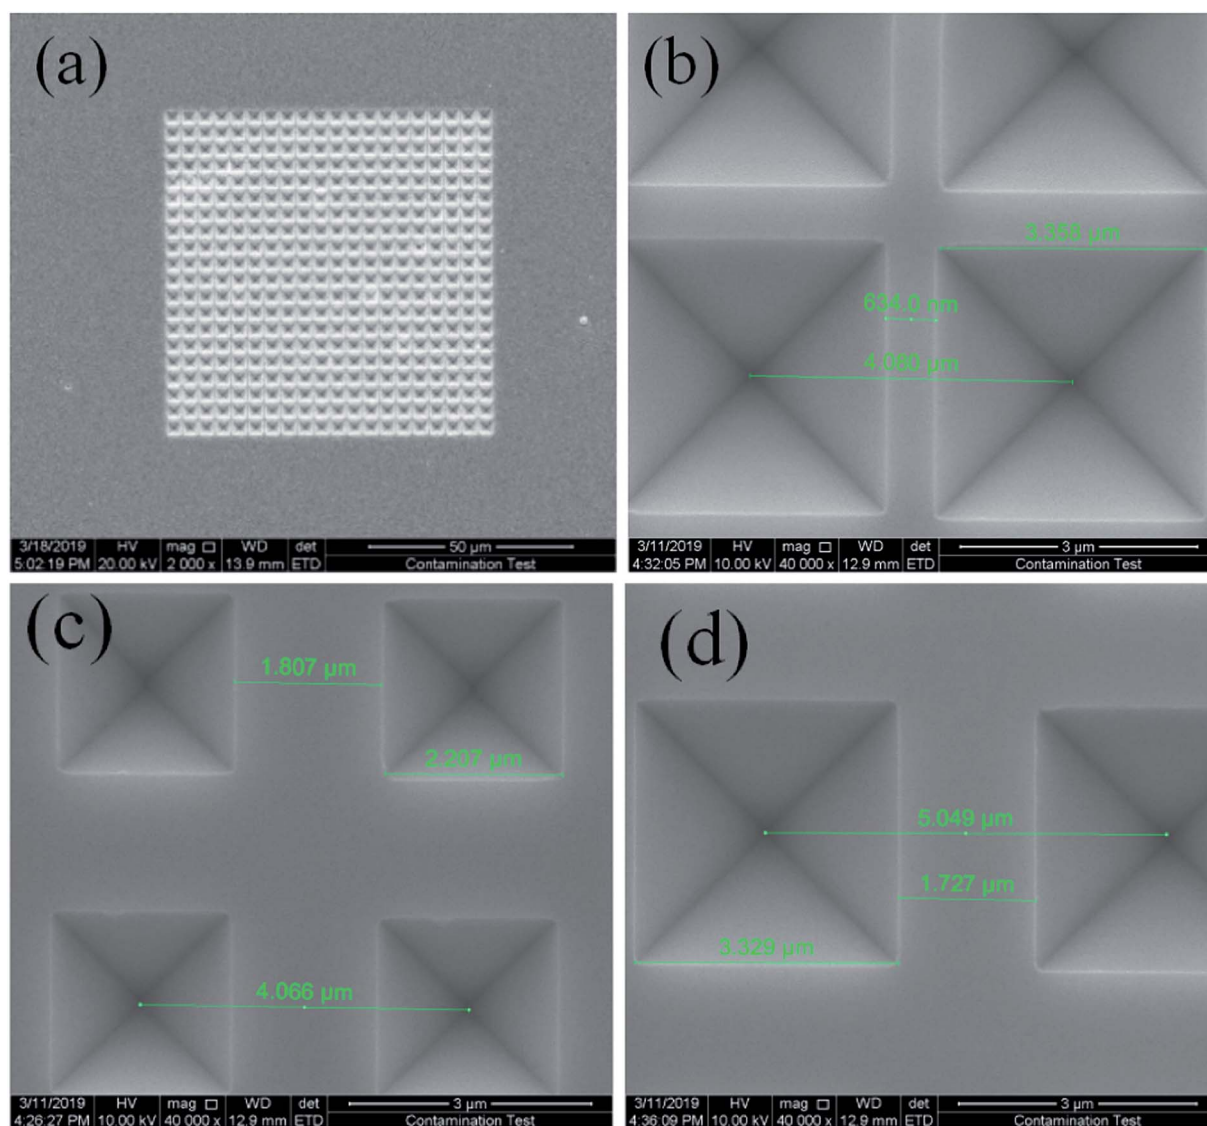 (a)
3/18/2019 HV mag WD det 50 µm
5:02:19 PM 20.00 kV 2 000 x 13.9 mm ETD Contamination Test
(b)
3.358 µm
634.0 nm
4.080 µm
3/11/2019 HV mag WD det 3 µm
4:32:05 PM 10.00 kV 40 000 x 12.9 mm ETD Contamination Test
(c)
1.807 µm
2.207 µm
4.066 µm
3/11/2019 HV mag WD det 3 µm
4:26:27 PM 10.00 kV 40 000 x 12.9 mm ETD Contamination Test
(d)
5.049 µm
1.727 µm
3.329 µm
3/11/2019 HV mag WD det 3 µm
4:36:09 PM 10.00 kV 40 000 x 12.9 mm ETD Contamination Test